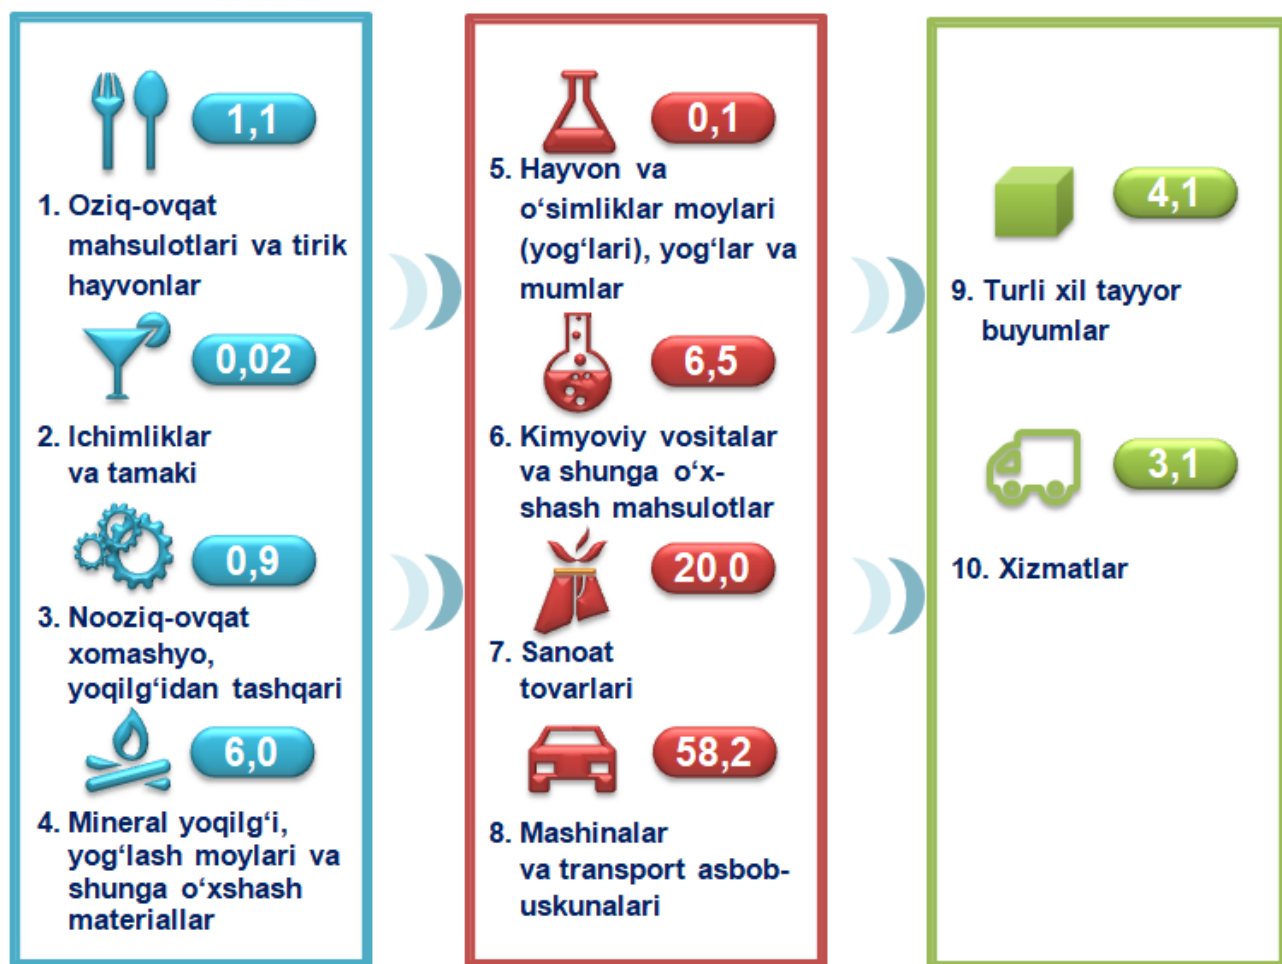 1,1
1. Oziq-ovqat
mahsulotlari va tirik
hayvonlar
0,02
2. Ichimliklar
va tamaki
0,9
3. Nooziq-ovqat
xomashyo,
yoqilg‘idan tashqari
6,0
4. Mineral yoqilg‘i,
yog‘lash moylari va
shunga o‘xshash
materiallar
0,1
5. Hayvon va
o‘simliklar moylari
(yog‘lari), yog‘lar va
mumlar
6,5
6. Kimyoviy vositalar
va shunga o‘x-
shash mahsulotlar
20,0
7. Sanoat
tovarlari
58,2
8. Mashinalar
va transport asbob-
uskunalari
4,1
9. Turli xil tayyor
buyumlar
3,1
10. Xizmatlar